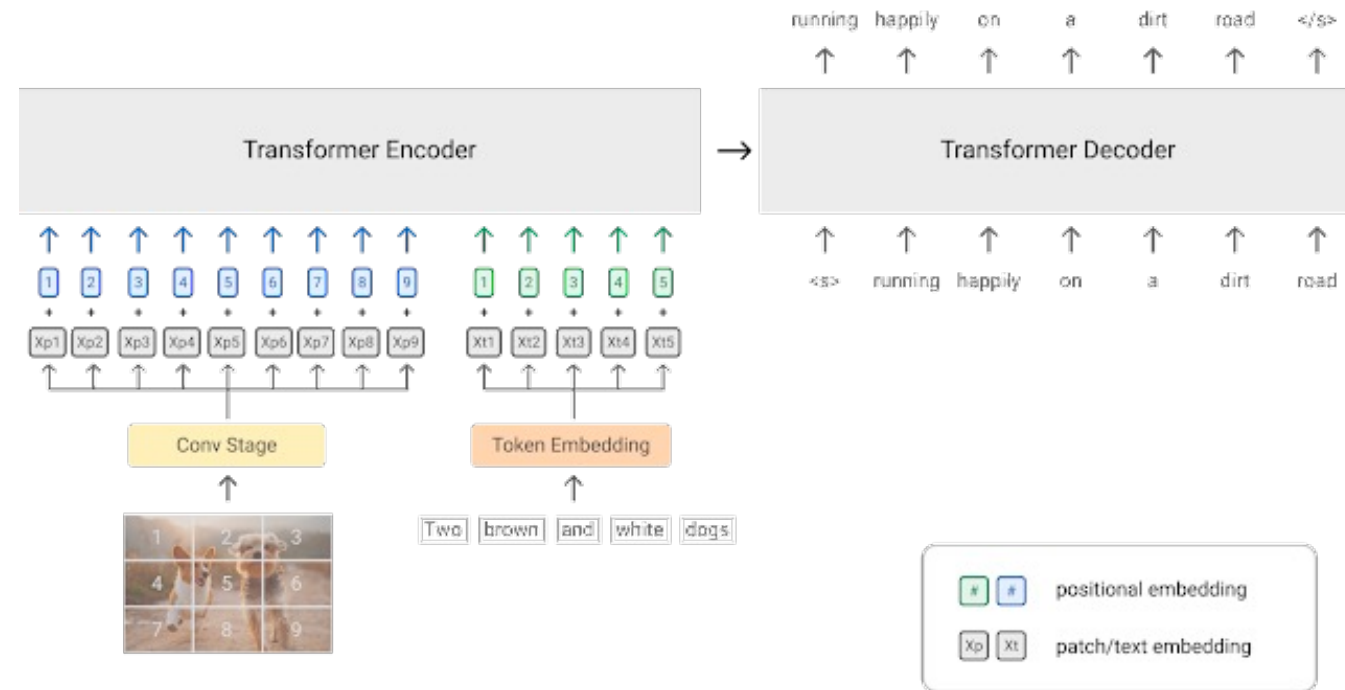 running happily on a dirt road </s>
Transformer Encoder
Transformer Decoder
1 2 3 4 5 6 7 8 9
1 2 3 4 5
<s> running happily on a dirt road
+ + + + + + + + +
+ + + + +
Xp1 Xp2 Xp3 Xp4 Xp5 Xp6 Xp7 Xp8 Xp9
Xt1 Xt2 Xt3 Xt4 Xt5
Conv Stage
Token Embedding
Two brown and white dogs
1 2 3
4 5 6
7 8 9
# # positional embedding
Xp Xt patch/text embedding